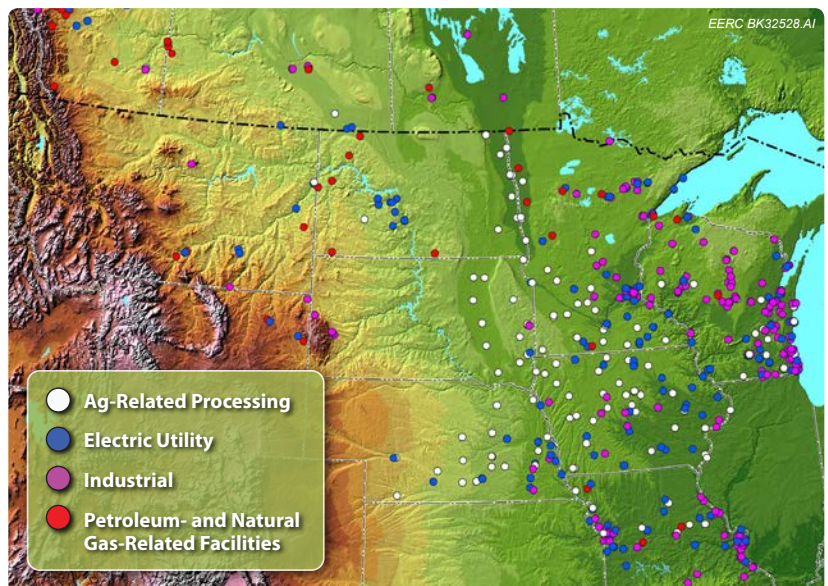 EERC BK32528.AI
Ag-Related Processing
Electric Utility
Industrial
Petroleum- and Natural
Gas-Related Facilities